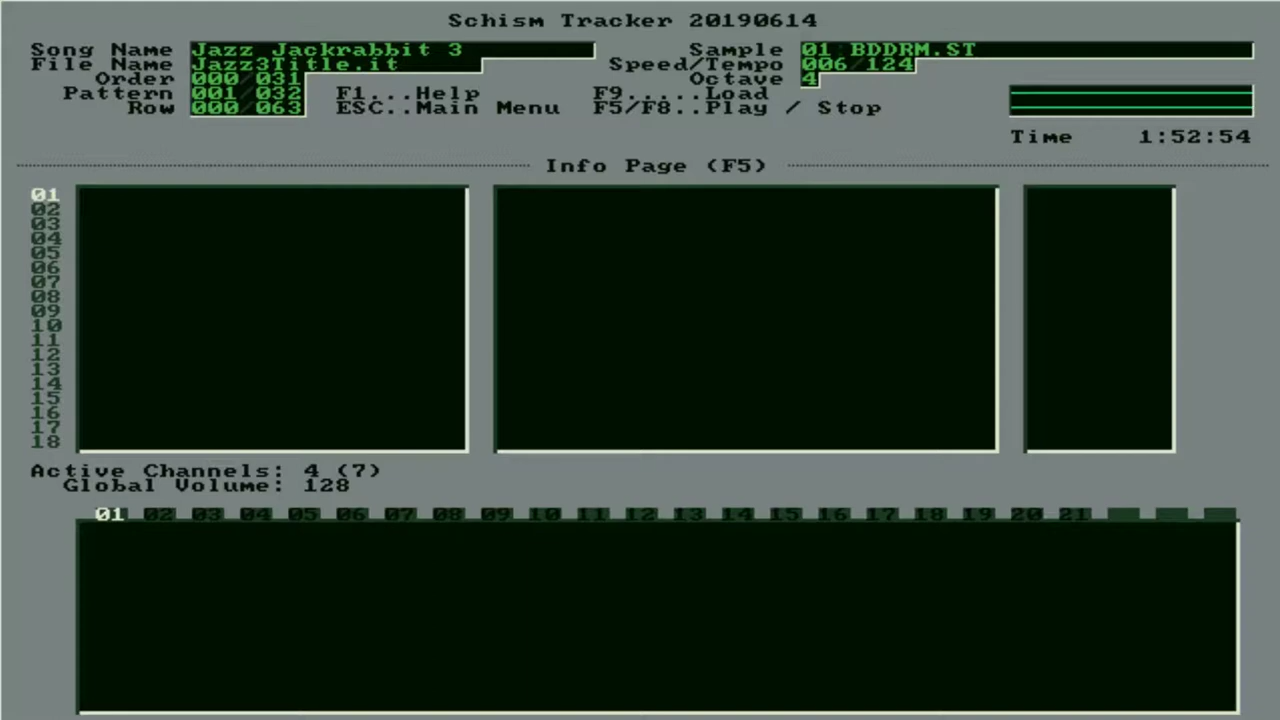 Schism Tracker 20190614
Song Name Jazz Jackrabbit 3 Sample 01 BDDRM.ST
File Name Jazz3Title.it Speed/Tempo 006/124
Order 000/031 Octave 4
Pattern 001/032 F1...Help F9.....Load
Row 000/063 ESC..Main Menu F5/F8..Play / Stop
Time 1:52:54
Info Page (F5)
01
02
03
04
05
06
07
08
09
10
11
12
13
14
15
16
17
18
Active Channels: 4 (7)
Global Volume: 128
01 02 03 04 05 06 07 08 09 10 11 12 13 14 15 16 17 18 19 20 21